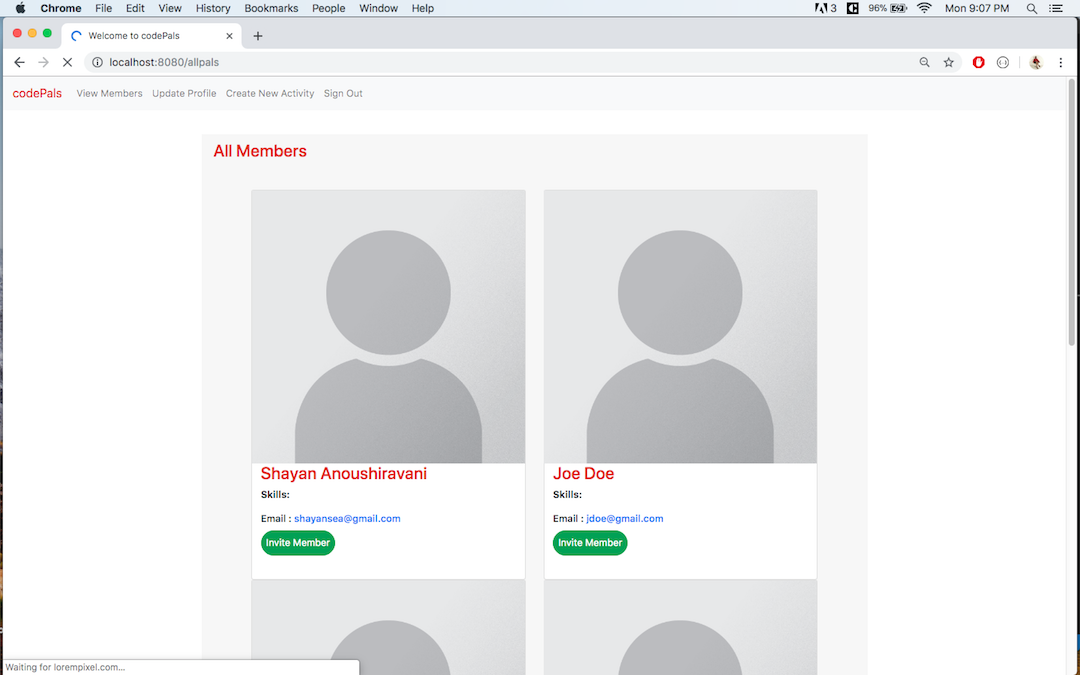 Chrome File Edit View History Bookmarks People Window Help 3 96% Mon 9:07 PM
Welcome to codePals
localhost:8080/allpals
codePals View Members Update Profile Create New Activity Sign Out
All Members
Shayan Anoushiravani
Skills:
Email : shayansea@gmail.com
Invite Member
Joe Doe
Skills:
Email : jdoe@gmail.com
Invite Member
Waiting for lorempixel.com...